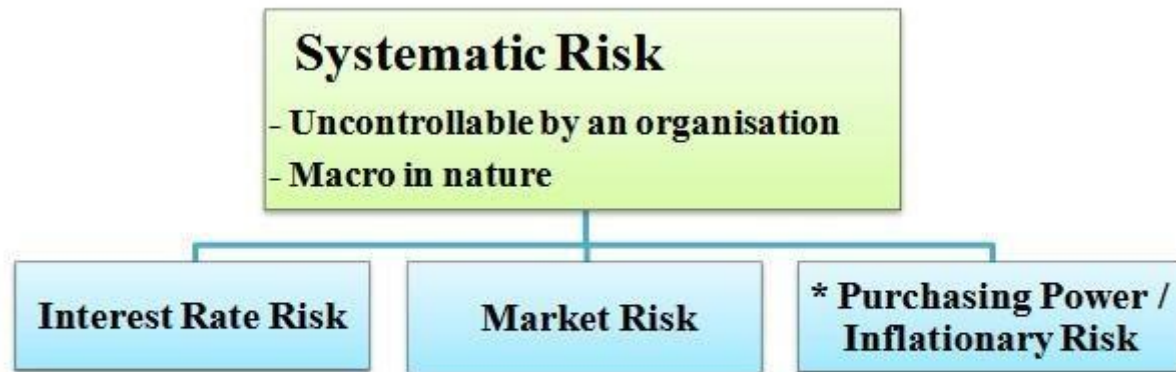 Systematic Risk
- Uncontrollable by an organisation
- Macro in nature
Interest Rate Risk
Market Risk
* Purchasing Power /
Inflationary Risk